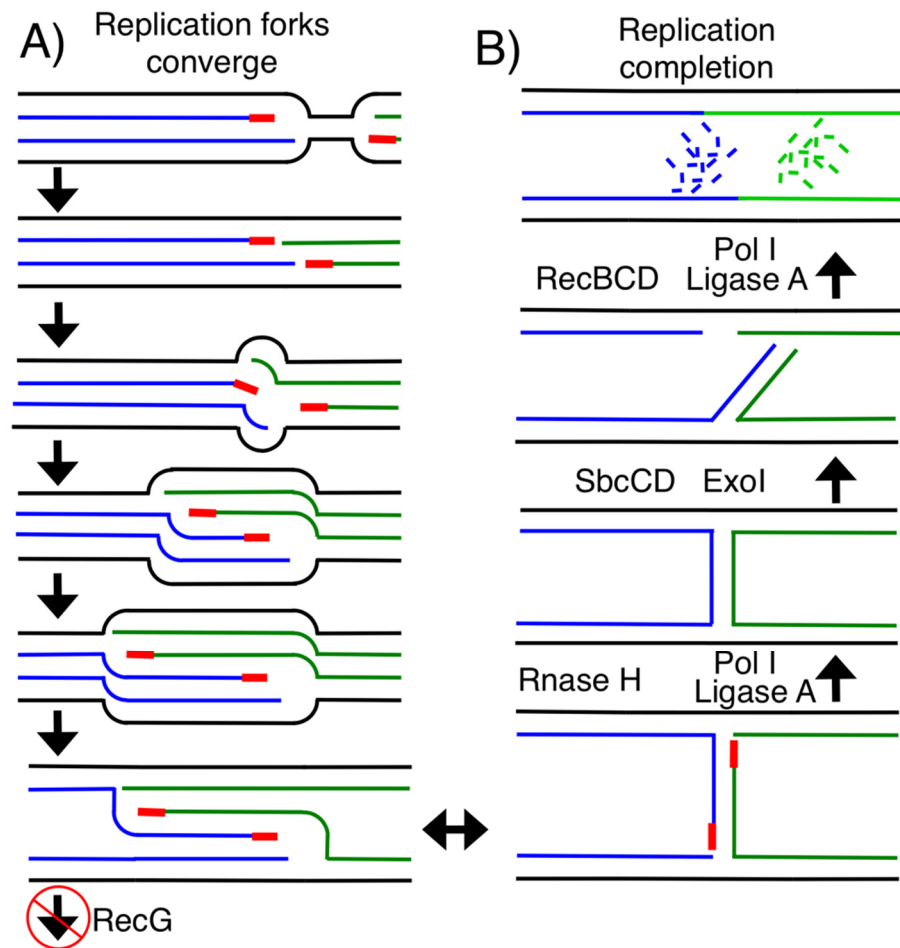 A)
Replication forks
converge
RecG
B)
Replication
completion
RecBCD
Pol I
Ligase A
SbcCD ExoI
Rnase H
Pol I
Ligase A